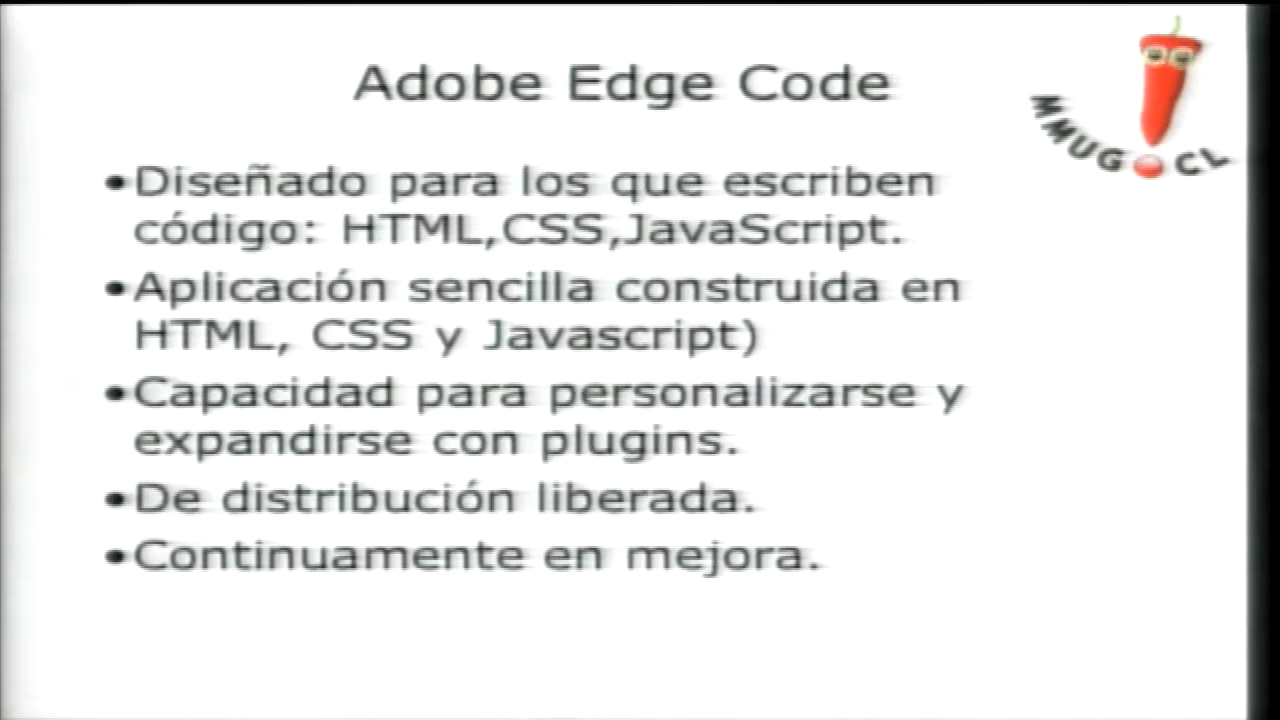 Adobe Edge Code
MMUG.CL
•Diseñado para los que escriben
código: HTML,CSS,JavaScript.
•Aplicación sencilla construida en
HTML, CSS y Javascript)
•Capacidad para personalizarse y
expandirse con plugins.
•De distribución liberada.
•Continuamente en mejora.